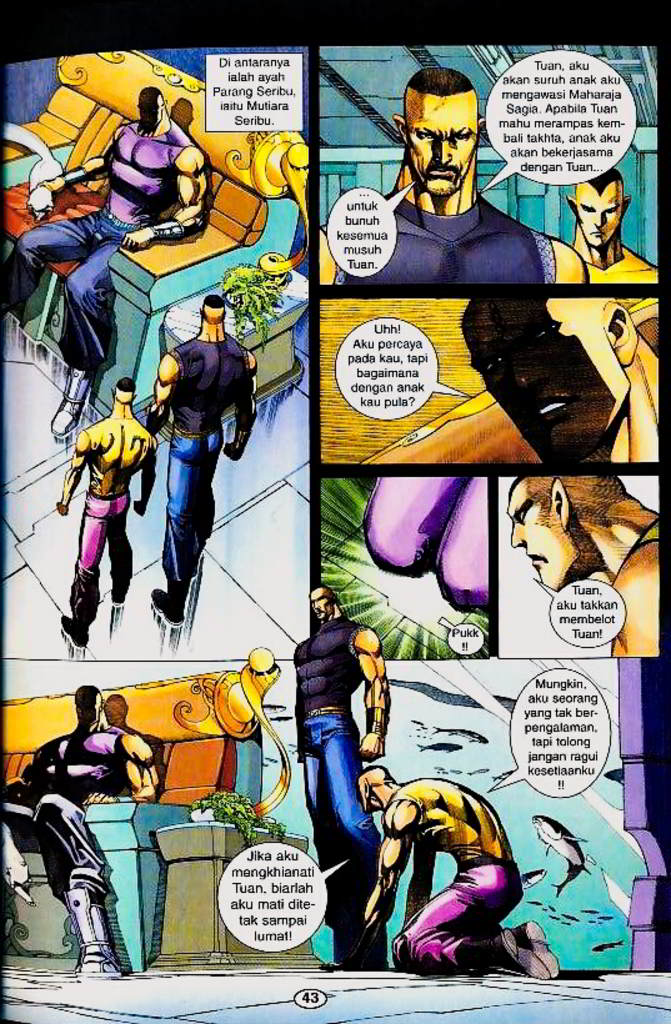 Di antaranya
ialah ayah
Parang Seribu,
iaitu Mutiara
Seribu.
Tuan, aku
akan suruh anak aku
mengawasi Maharaja
Sagia. Apabila Tuan
mahu merampas kem-
bali takhta, anak aku
akan bekerjasama
dengan Tuan...
...
untuk
bunuh
kesemua
musuh
Tuan.
Uhh!
Aku percaya
pada kau, tapi
bagaimana
dengan anak
kau pula?
Pukk
!!
Tuan,
aku takkan
membelot
Tuan!
Mungkin,
aku seorang
yang tak ber-
pengalaman,
tapi tolong
jangan ragui
kesetiaanku
!!
Jika aku
mengkhianati
Tuan, biarlah
aku mati dite-
tak sampai
lumat!
43